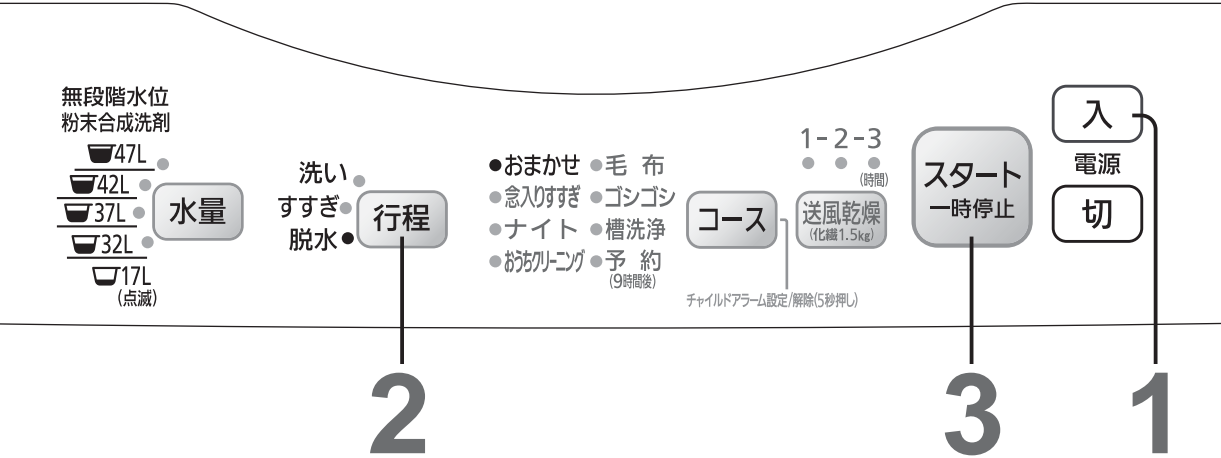 無段階水位
粉末合成洗剤
47L
42L
37L
32L
17L
(点滅)
水量
洗い
すすぎ
脱水
行程
おまかせ
念入りすすぎ
ナイト
おうちクリーニング
毛 布
ゴシゴシ
槽洗浄
予 約
(9時間後)
コース
チャイルドアラーム設定/解除(5秒押し)
1-2-3
(時間)
送風乾燥
(化繊1.5kg)
スタート
一時停止
入
電源
切
2
3
1